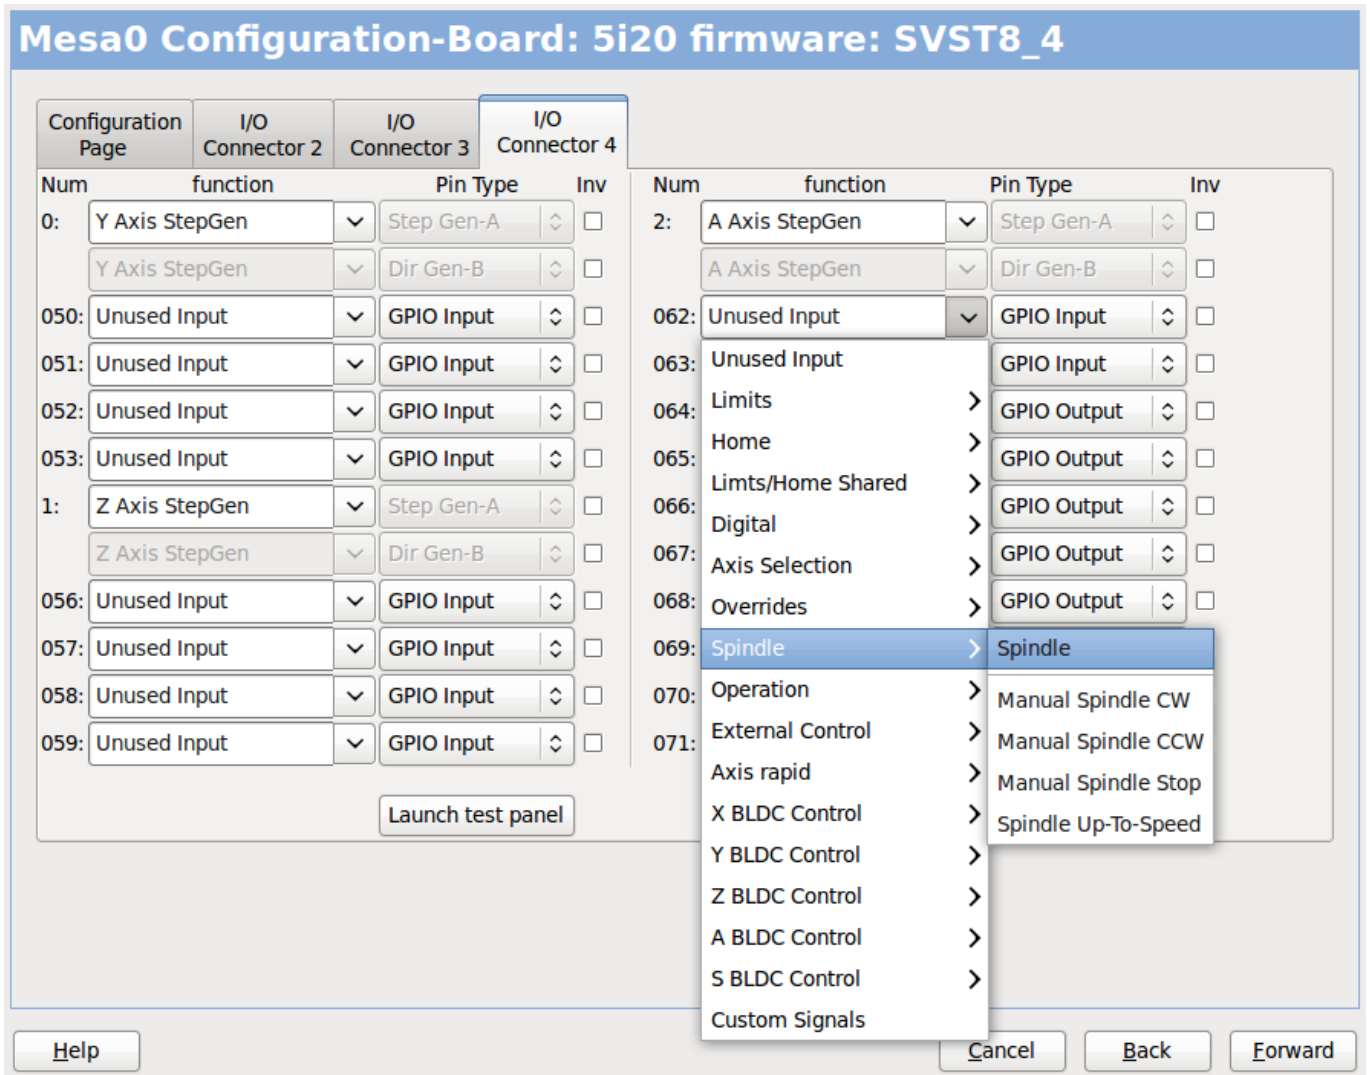 Mesa0 Configuration-Board: 5i20 firmware: SVST8_4
Configuration Page
I/O Connector 2
I/O Connector 3
I/O Connector 4
Num function Pin Type Inv
0: Y Axis StepGen Step Gen-A
Y Axis StepGen Dir Gen-B
050: Unused Input GPIO Input
051: Unused Input GPIO Input
052: Unused Input GPIO Input
053: Unused Input GPIO Input
1: Z Axis StepGen Step Gen-A
Z Axis StepGen Dir Gen-B
056: Unused Input GPIO Input
057: Unused Input GPIO Input
058: Unused Input GPIO Input
059: Unused Input GPIO Input
Launch test panel
Num function Pin Type Inv
2: A Axis StepGen Step Gen-A
A Axis StepGen Dir Gen-B
062: Unused Input GPIO Input
063: GPIO Input
064: GPIO Output
065: GPIO Output
066: GPIO Output
067: GPIO Output
068: GPIO Output
069:
070:
071:
Unused Input
Limits
Home
Limts/Home Shared
Digital
Axis Selection
Overrides
Spindle
Operation
External Control
Axis rapid
X BLDC Control
Y BLDC Control
Z BLDC Control
A BLDC Control
S BLDC Control
Custom Signals
Spindle
Manual Spindle CW
Manual Spindle CCW
Manual Spindle Stop
Spindle Up-To-Speed
Help
Cancel
Back
Forward